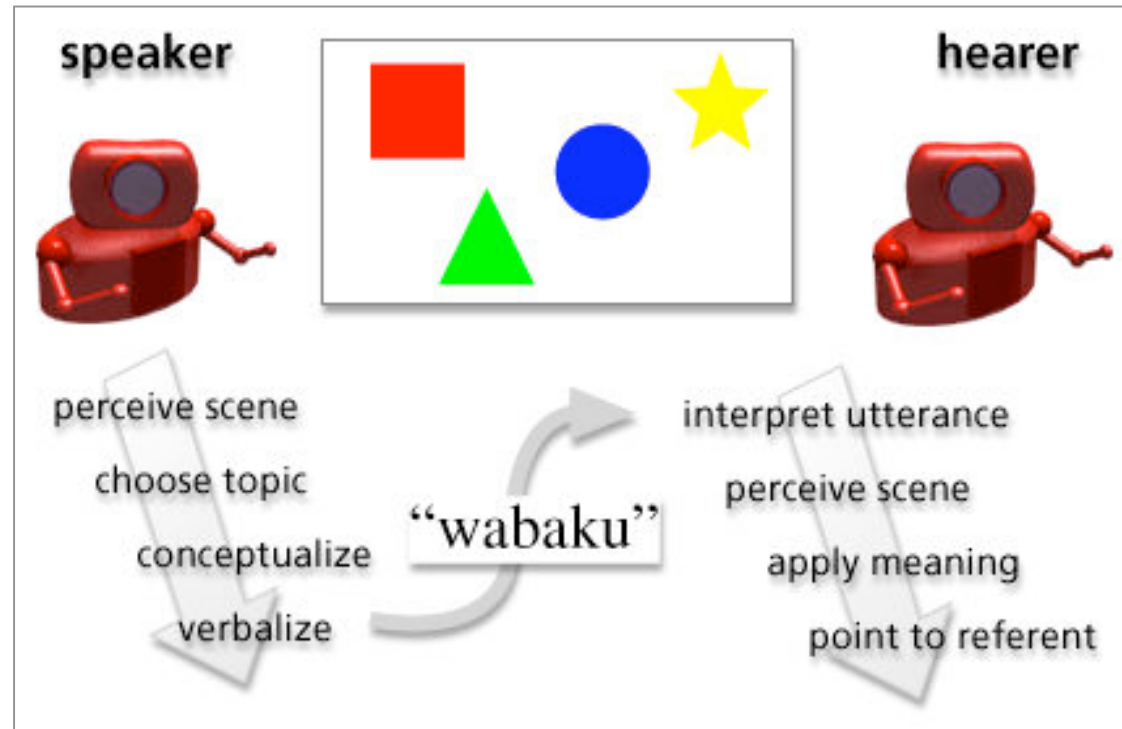 speaker
hearer
perceive scene
choose topic
conceptualize
verbalize
“wabaku”
interpret utterance
perceive scene
apply meaning
point to referent